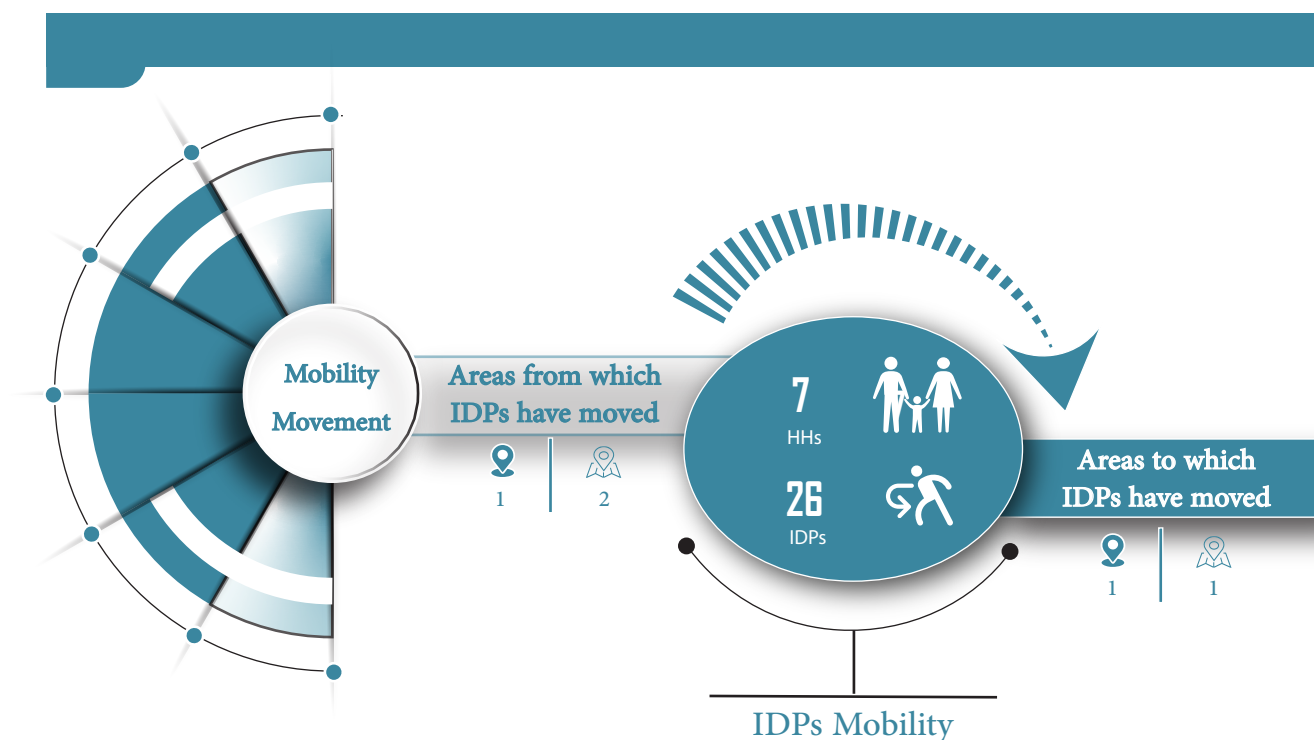 Mobility
Movement
Areas from which
IDPs have moved
1
2
7
HHs
26
IDPs
Areas to which
IDPs have moved
1
1
IDPs Mobility